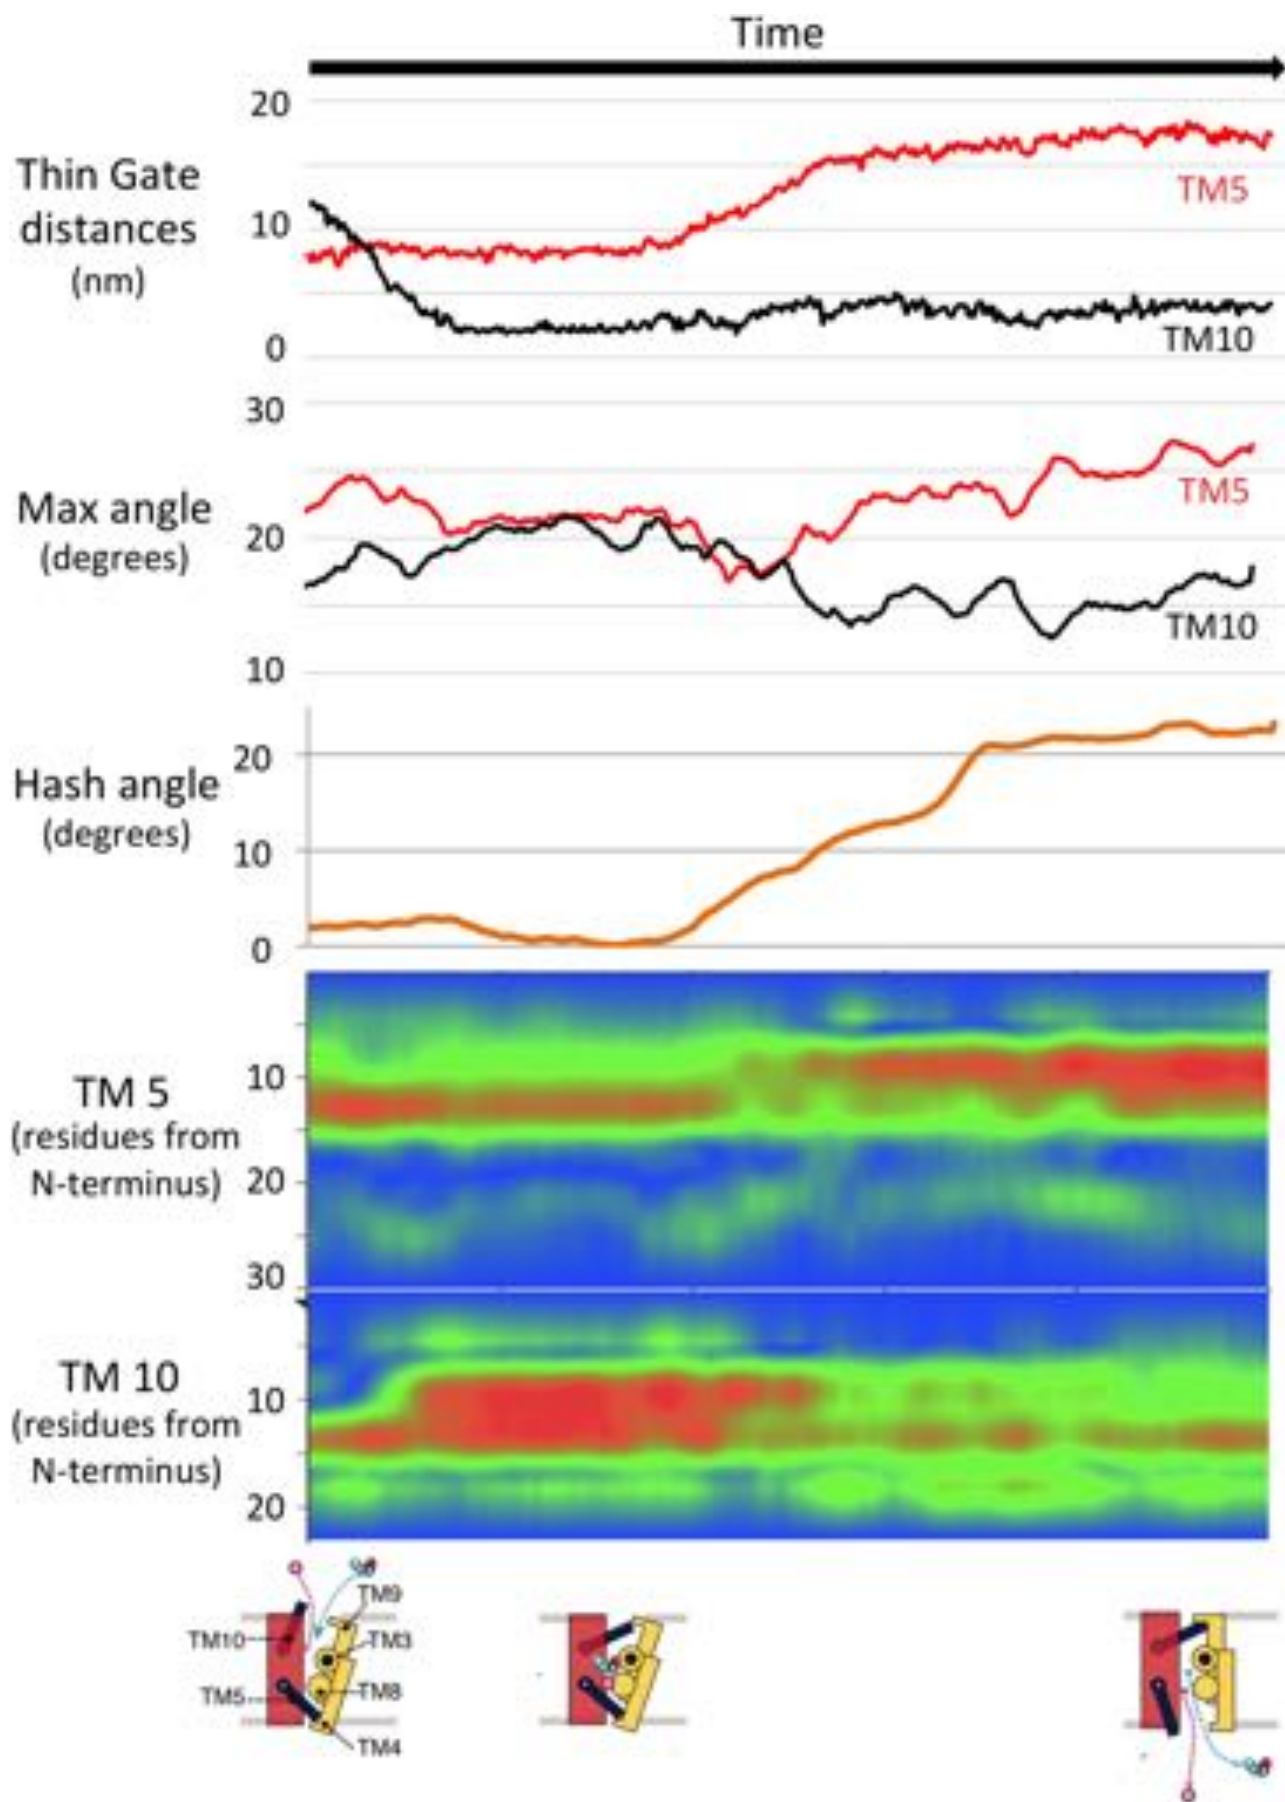 Time
20
Thin Gate
distances
(nm)
10
0
TM5
TM10
30
Max angle
(degrees)
20
10
TM5
TM10
Hash angle
(degrees)
20
10
0
TM 5
(residues from
N-terminus)
10
20
30
TM 10
(residues from
N-terminus)
10
20
TM9
TM10
TM3
TM5
TM8
TM4